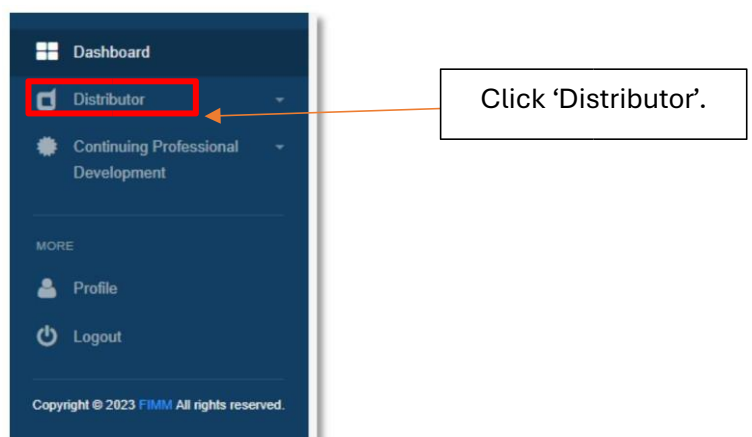 Dashboard
Distributor
Click ‘Distributor’.
Continuing Professional
Development
MORE
Profile
Logout
Copyright © 2023 FIMM All rights reserved.